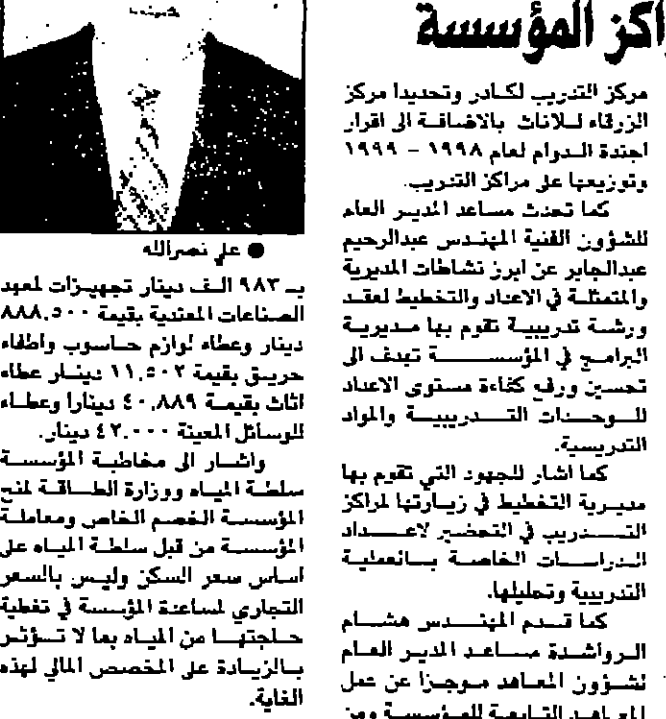 راكز المؤسسة
مركز التدريب لكادر وتحديدا مركز
الزرقاء للاناث بالاضافة الى اقرار
اجندة الدوام لعام ١٩٩٨ - ١٩٩٩
وتوزيعها على مراكز التدريب.
كما تحدث مساعد المدير العام
للشؤون الفنية المهندس عبدالرحيم
عبدالجابر عن ابرز نشاطات المديرية
والمتمثلة في الاعداد والتخطيط لعقد
ورشة تدريبية تقوم بها مديرية
البرامج في المؤسسة تهدف الى
تحسين ورفع كفاءة مستوى الاعداد
للوحدات التدريبية والمواد
التدريسية.
كما اشار للجهود التي تقوم بها
مديرية التخطيط في زيارتها لمراكز
التدريب في التحضير لاعداد
الدراسات الخاصة بالعملية
التدريبية وتحليلها.
كما قدم المهندس هشام
الرواشدة مساعد المدير العام
لشؤون المعاهد موجزا عن عمل
المعاهد التابعة للمؤسسة ومن
● علي نصرالله
بـ ٩٨٣ الف دينار تجهيزات لمعهد
الصناعات المعدنية بقيمة ٨٨٨,٥٠٠
دينار وعطاء لوازم حاسوب واطفاء
حريق بقيمة ١١,٥٠٢ دينار عطاء
اثاث بقيمة ٤٠,٨٨٩ دينارا وعطاء
للوسائل المعينة ٤٢,٠٠٠ دينار.
واشار الى مخاطبة المؤسسة
سلطة المياه ووزارة الطاقة لمنح
المؤسسة الخصم الخاص ومعاملة
المؤسسة من قبل سلطة المياه على
اساس سعر السكن وليس بالسعر
التجاري لمساعدة المؤسسة في تغطية
حاجتها من المياه بما لا تؤثر
بالزيادة على المخصص المالي لهذه
الغاية.